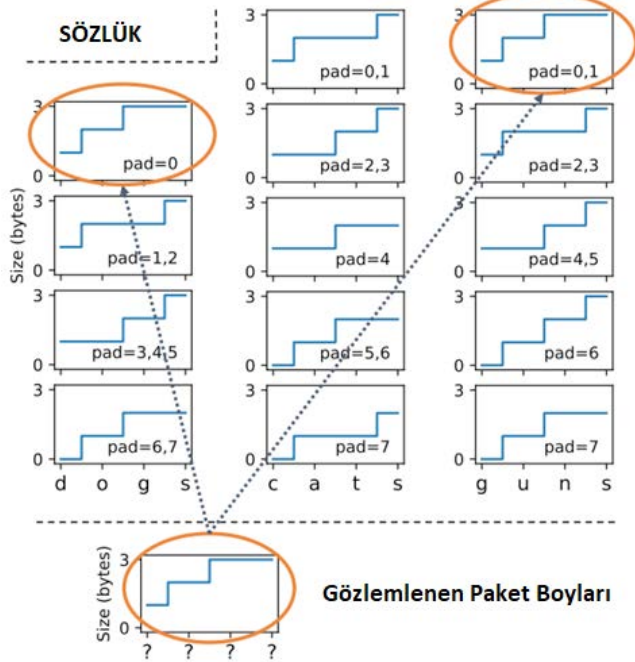 SÖZLÜK
Size (bytes)
3
0
pad=0
3
0
pad=1,2
3
0
pad=3,4,5
3
0
pad=6,7
d o g s
3
0
pad=0,1
3
0
pad=2,3
3
0
pad=4
3
0
pad=5,6
3
0
pad=7
c a t s
3
0
pad=0,1
3
0
pad=2,3
3
0
pad=4,5
3
0
pad=6
3
0
pad=7
g u n s
Size (bytes)
3
0
? ? ? ?
Gözlemlenen Paket Boyları